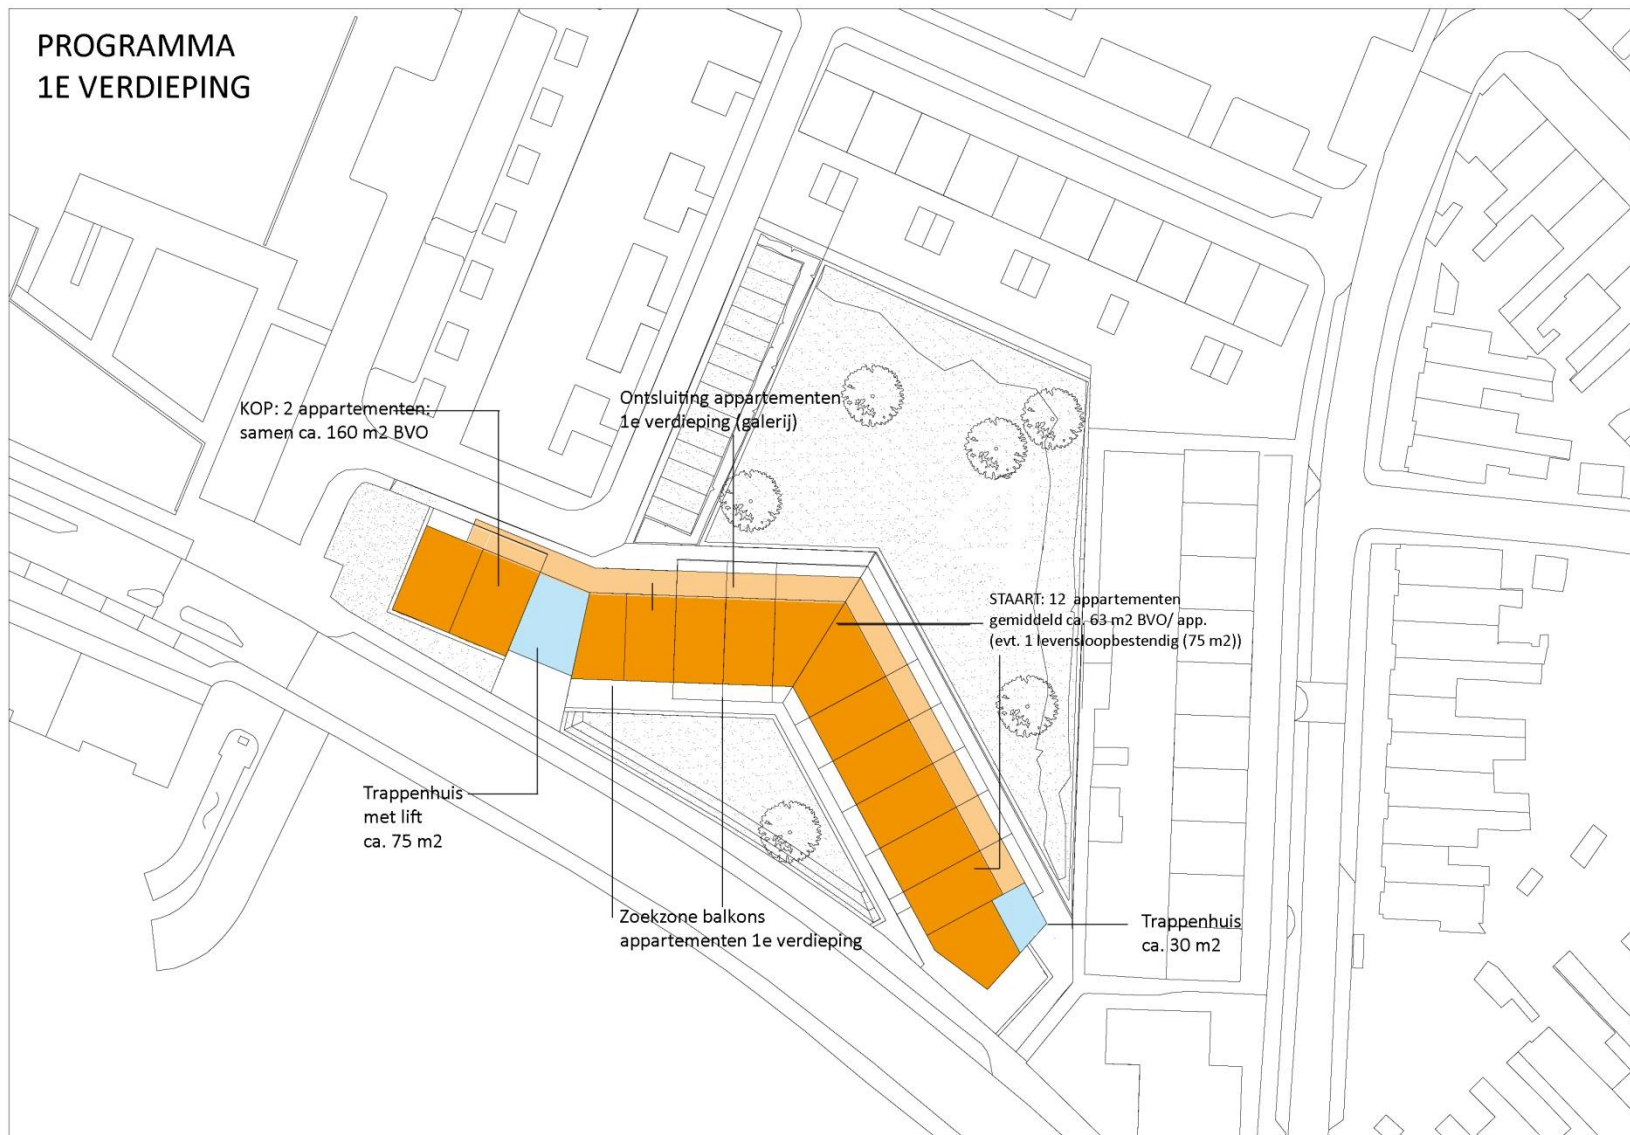 PROGRAMMA
1E VERDIEPING
KOP: 2 appartementen:
samen ca. 160 m2 BVO
Ontsluiting appartementen
1e verdieping (galerij)
STAART: 12 appartementen
gemiddeld ca. 63 m2 BVO/ app.
(evt. 1 levensloopbestendig (75 m2))
Trappenhuis
met lift
ca. 75 m2
Zoekzone balkons
appartementen 1e verdieping
Trappenhuis
ca. 30 m2